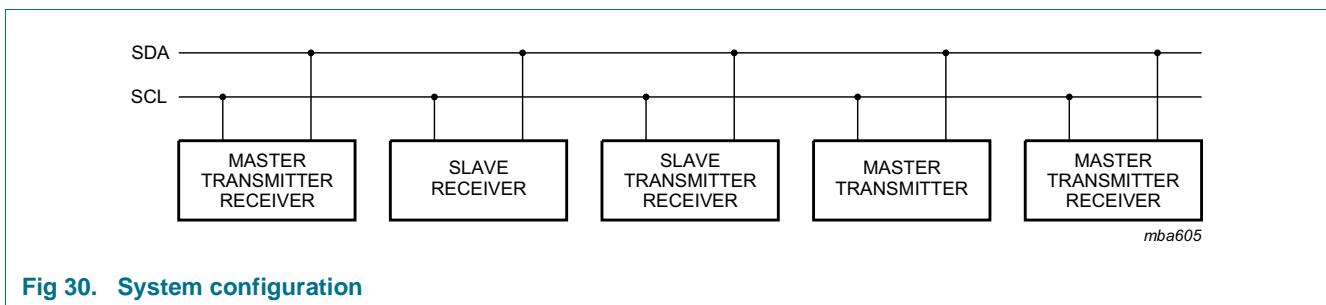 SDA
SCL
MASTER
TRANSMITTER
RECEIVER
SLAVE
RECEIVER
SLAVE
TRANSMITTER
RECEIVER
MASTER
TRANSMITTER
MASTER
TRANSMITTER
RECEIVER
mba605
Fig 30. System configuration